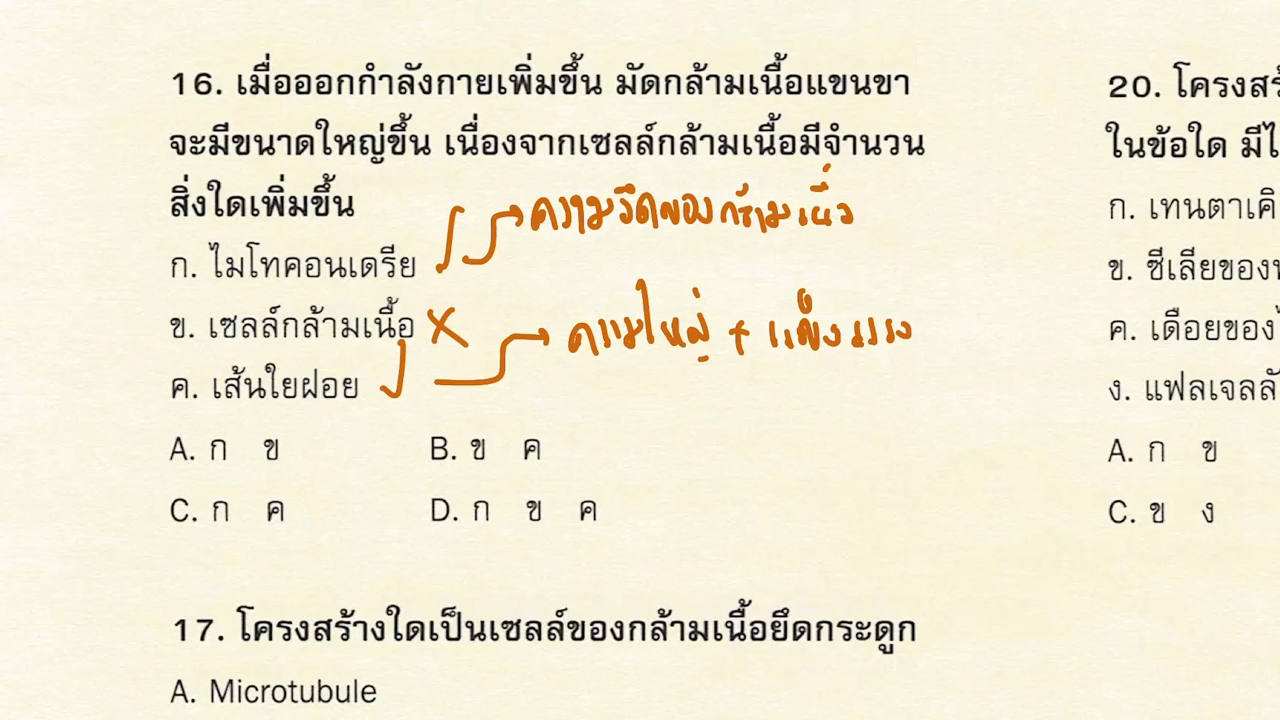 16. เมื่อออกกำลังกายเพิ่มขึ้น มัดกล้ามเนื้อแขนขา
จะมีขนาดใหญ่ขึ้น เนื่องจากเซลล์กล้ามเนื้อมีจำนวน
สิ่งใดเพิ่มขึ้น
ความอึดของกล้ามเนื้อ
ก. ไมโทคอนเดรีย
ข. เซลล์กล้ามเนื้อ X
ความใหญ่ + แข็งแรง
ค. เส้นใยฝอย
A. ก ข
B. ข ค
C. ก ค
D. ก ข ค
17. โครงสร้างใดเป็นเซลล์ของกล้ามเนื้อยึดกระดูก
A. Microtubule
20. โครงสร้
ในข้อใด มีไ
ก. เทนตาเคิ
ข. ซีเลียของ
ค. เดือยของ
ง. แฟลเจลลั
A. ก ข
C. ข ง